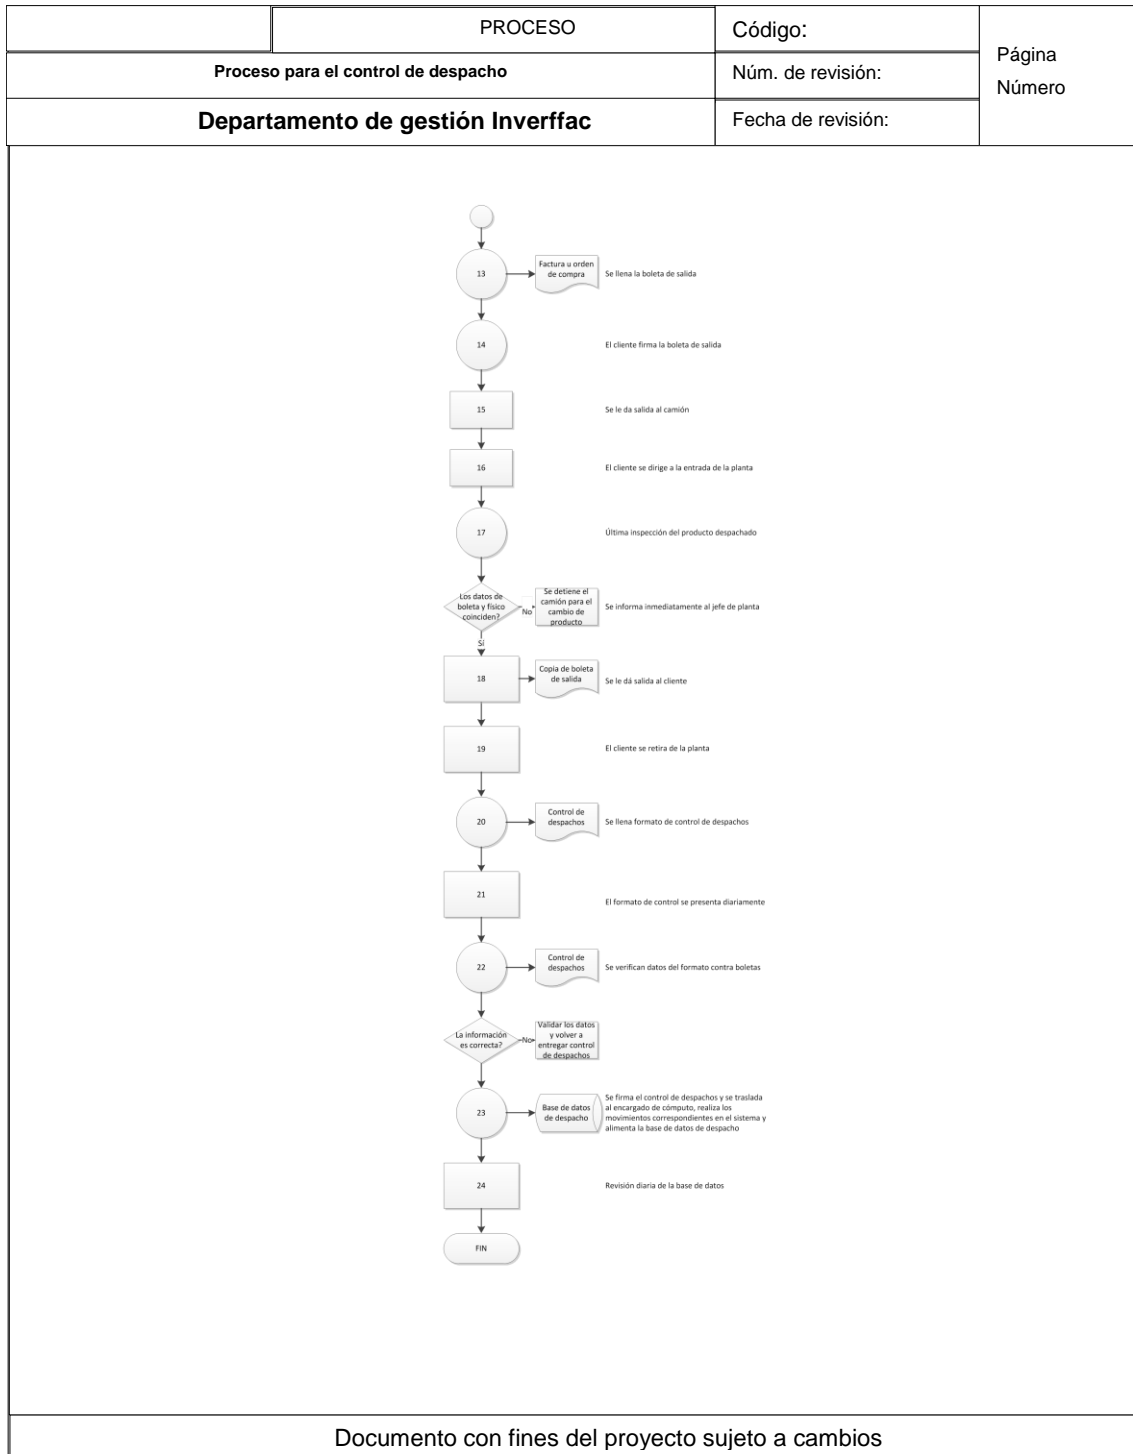 PROCESO
Código:
Página
Número
Proceso para el control de despacho
Núm. de revisión:
Departamento de gestión Inverffac
Fecha de revisión:
13
Factura u orden
de compra
Se llena la boleta de salida
14
El cliente firma la boleta de salida
15
Se le da salida al camión
16
El cliente se dirige a la entrada de la planta
17
Última inspección del producto despachado
Los datos de
boleta y físico
coinciden?
No
Se detiene el
camión para el
cambio de
producto
Se informa inmediatamente al jefe de planta
Sí
18
Copia de boleta
de salida
Se le dá salida al cliente
19
El cliente se retira de la planta
20
Control de
despachos
Se llena formato de control de despachos
21
El formato de control se presenta diariamente
22
Control de
despachos
Se verifican datos del formato contra boletas
La información
es correcta?
No
Validar los datos
y volver a
entregar control
de despachos
23
Base de datos
de despacho
Se firma el control de despachos y se traslada
al encargado de cómputo, realiza los
movimientos correspondientes en el sistema y
alimenta la base de datos de despacho
24
Revisión diaria de la base de datos
FIN
Documento con fines del proyecto sujeto a cambios